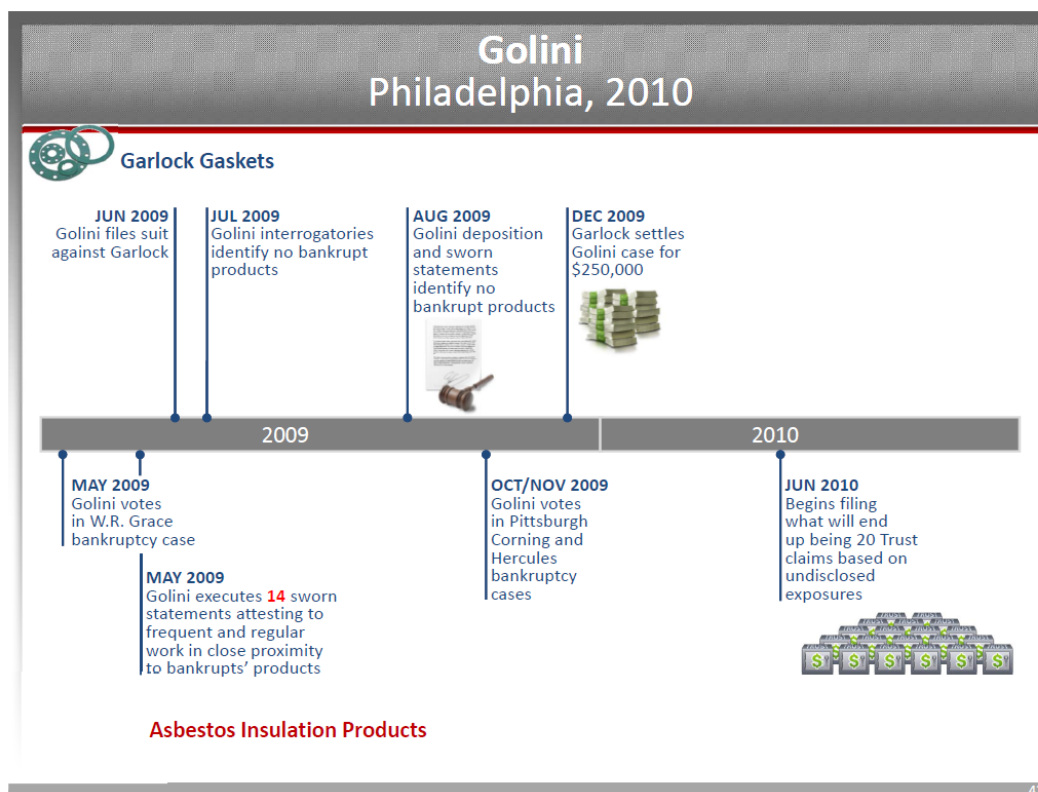 Golini
Philadelphia, 2010
Garlock Gaskets
JUN 2009
Golini files suit
against Garlock
JUL 2009
Golini interrogatories
identify no bankrupt
products
AUG 2009
Golini deposition
and sworn
statements
identify no
bankrupt products
DEC 2009
Garlock settles
Golini case for
$250,000
2009
2010
MAY 2009
Golini votes
in W.R. Grace
bankruptcy case
MAY 2009
Golini executes 14 sworn
statements attesting to
frequent and regular
work in close proximity
to bankrupts’ products
OCT/NOV 2009
Golini votes
in Pittsburgh
Corning and
Hercules
bankruptcy
cases
JUN 2010
Begins filing
what will end
up being 20 Trust
claims based on
undisclosed
exposures
Asbestos Insulation Products